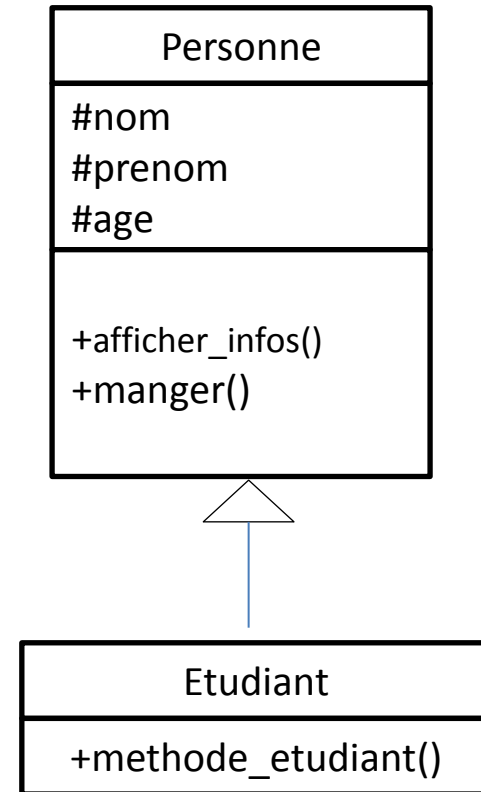 Personne
#nom
#prenom
#age
+afficher_infos()
+manger()
Etudiant
+methode_etudiant()